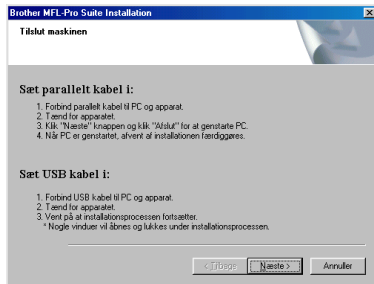 Brother MFL-Pro Suite Installation
Tilslut maskinen
Sæt parallelt kabel i:
1. Forbind parallelt kabel til PC og apparat.
2. Tænd for apparatet.
3. Klik "Næste" knappen og klik "Afslut" for at genstarte PC.
4. Når PC er genstartet, afvent af installationen færdiggøres.
Sæt USB kabel i:
1. Forbind USB kabel til PC og apparat.
2. Tænd for apparatet.
3. Vent på at installationsprocessen fortsætter.
* Nogle vinduer vil åbnes og lukkes under installationsprocessen.
< Tilbage Næste > Annuller